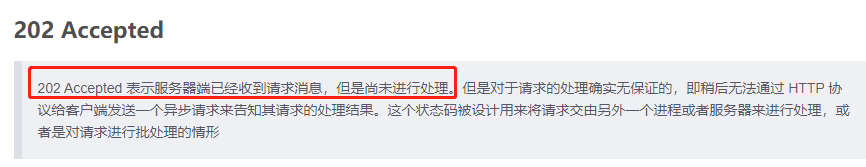 202 Accepted
202 Accepted 表示服务器端已经收到请求消息，但是尚未进行处理。但是对于请求的处理确实无保证的，即稍后无法通过 HTTP 协
议给客户端发送一个异步请求来告知其请求的处理结果。这个状态码被设计用来将请求交由另外一个进程或者服务器来进行处理，或
者是对请求进行批处理的情形